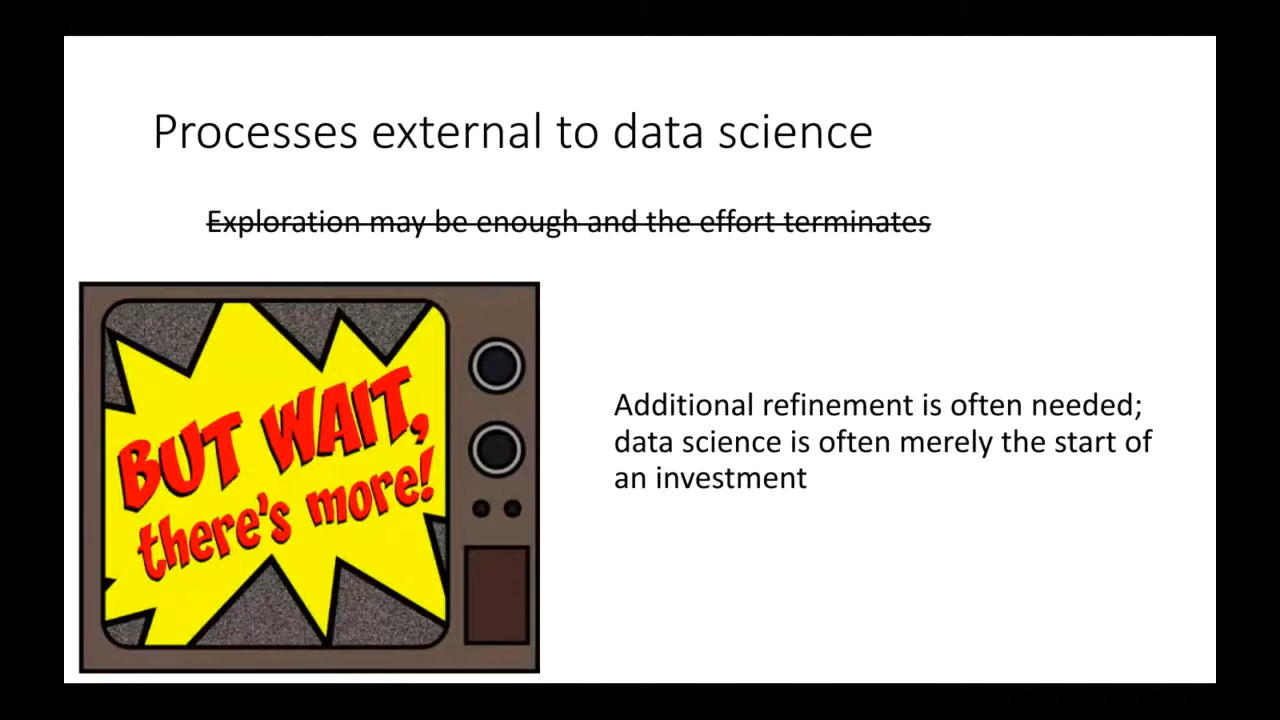 Processes external to data science
Exploration may be enough and the effort terminates
BUT WAIT,
there's more!
Additional refinement is often needed;
data science is often merely the start of
an investment